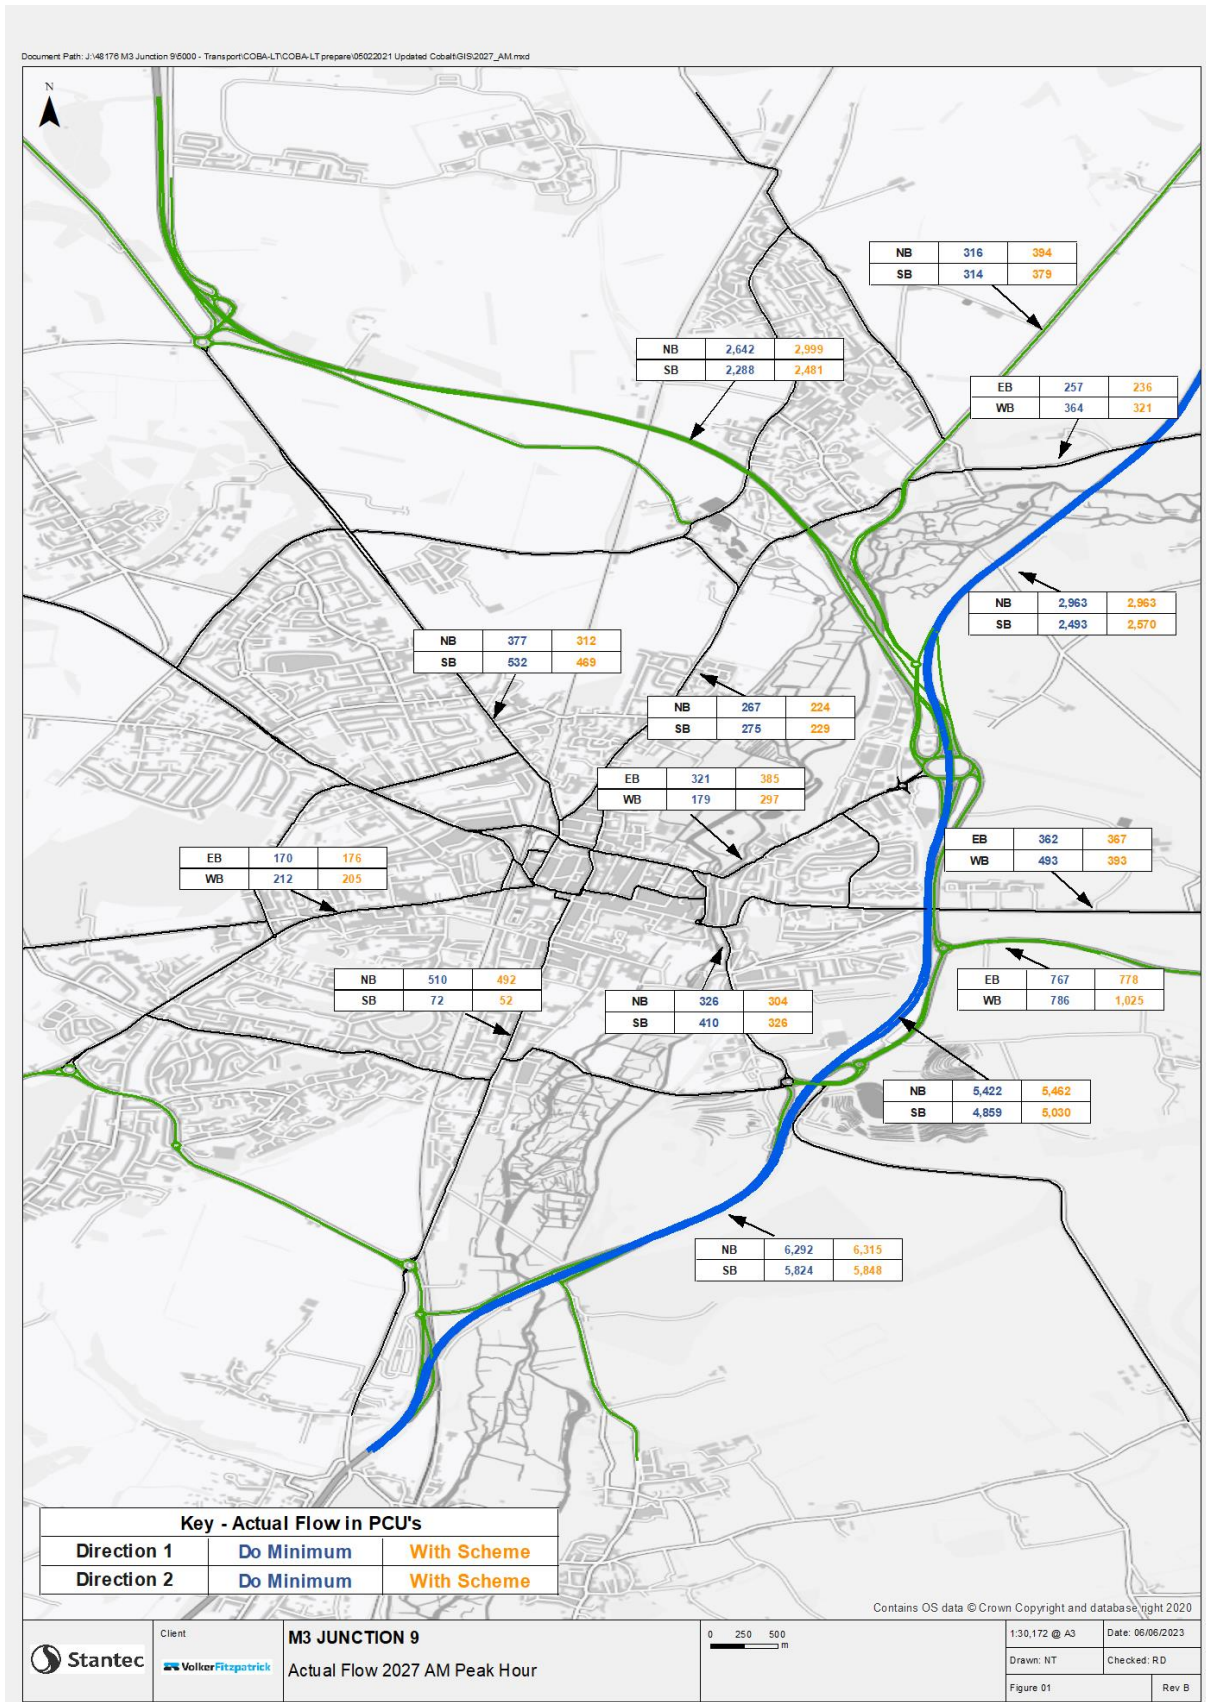 Document Path: J:\48176 M3 Junction 9\5000 - Transport\COBA-LT\COBA-LT prepare\05022021 Updated Cobalt\GIS\2027_AM.mxd
N
NB 316 394
SB 314 379
NB 2,642 2,999
SB 2,288 2,481
EB 257 236
WB 364 321
NB 2,963 2,963
SB 2,493 2,570
NB 377 312
SB 532 469
NB 267 224
SB 275 229
EB 321 385
WB 179 297
EB 362 367
WB 493 393
EB 170 176
WB 212 205
NB 510 492
SB 72 52
NB 326 304
SB 410 326
EB 767 778
WB 786 1,025
NB 5,422 5,462
SB 4,859 5,030
NB 6,292 6,315
SB 5,824 5,848
Key - Actual Flow in PCU's
Direction 1 Do Minimum With Scheme
Direction 2 Do Minimum With Scheme
Contains OS data © Crown Copyright and database right 2020
Stantec
Client
VolkerFitzpatrick
M3 JUNCTION 9
Actual Flow 2027 AM Peak Hour
0 250 500
m
1:30,172 @ A3 Date: 06/06/2023
Drawn: NT Checked: RD
Figure 01 Rev B